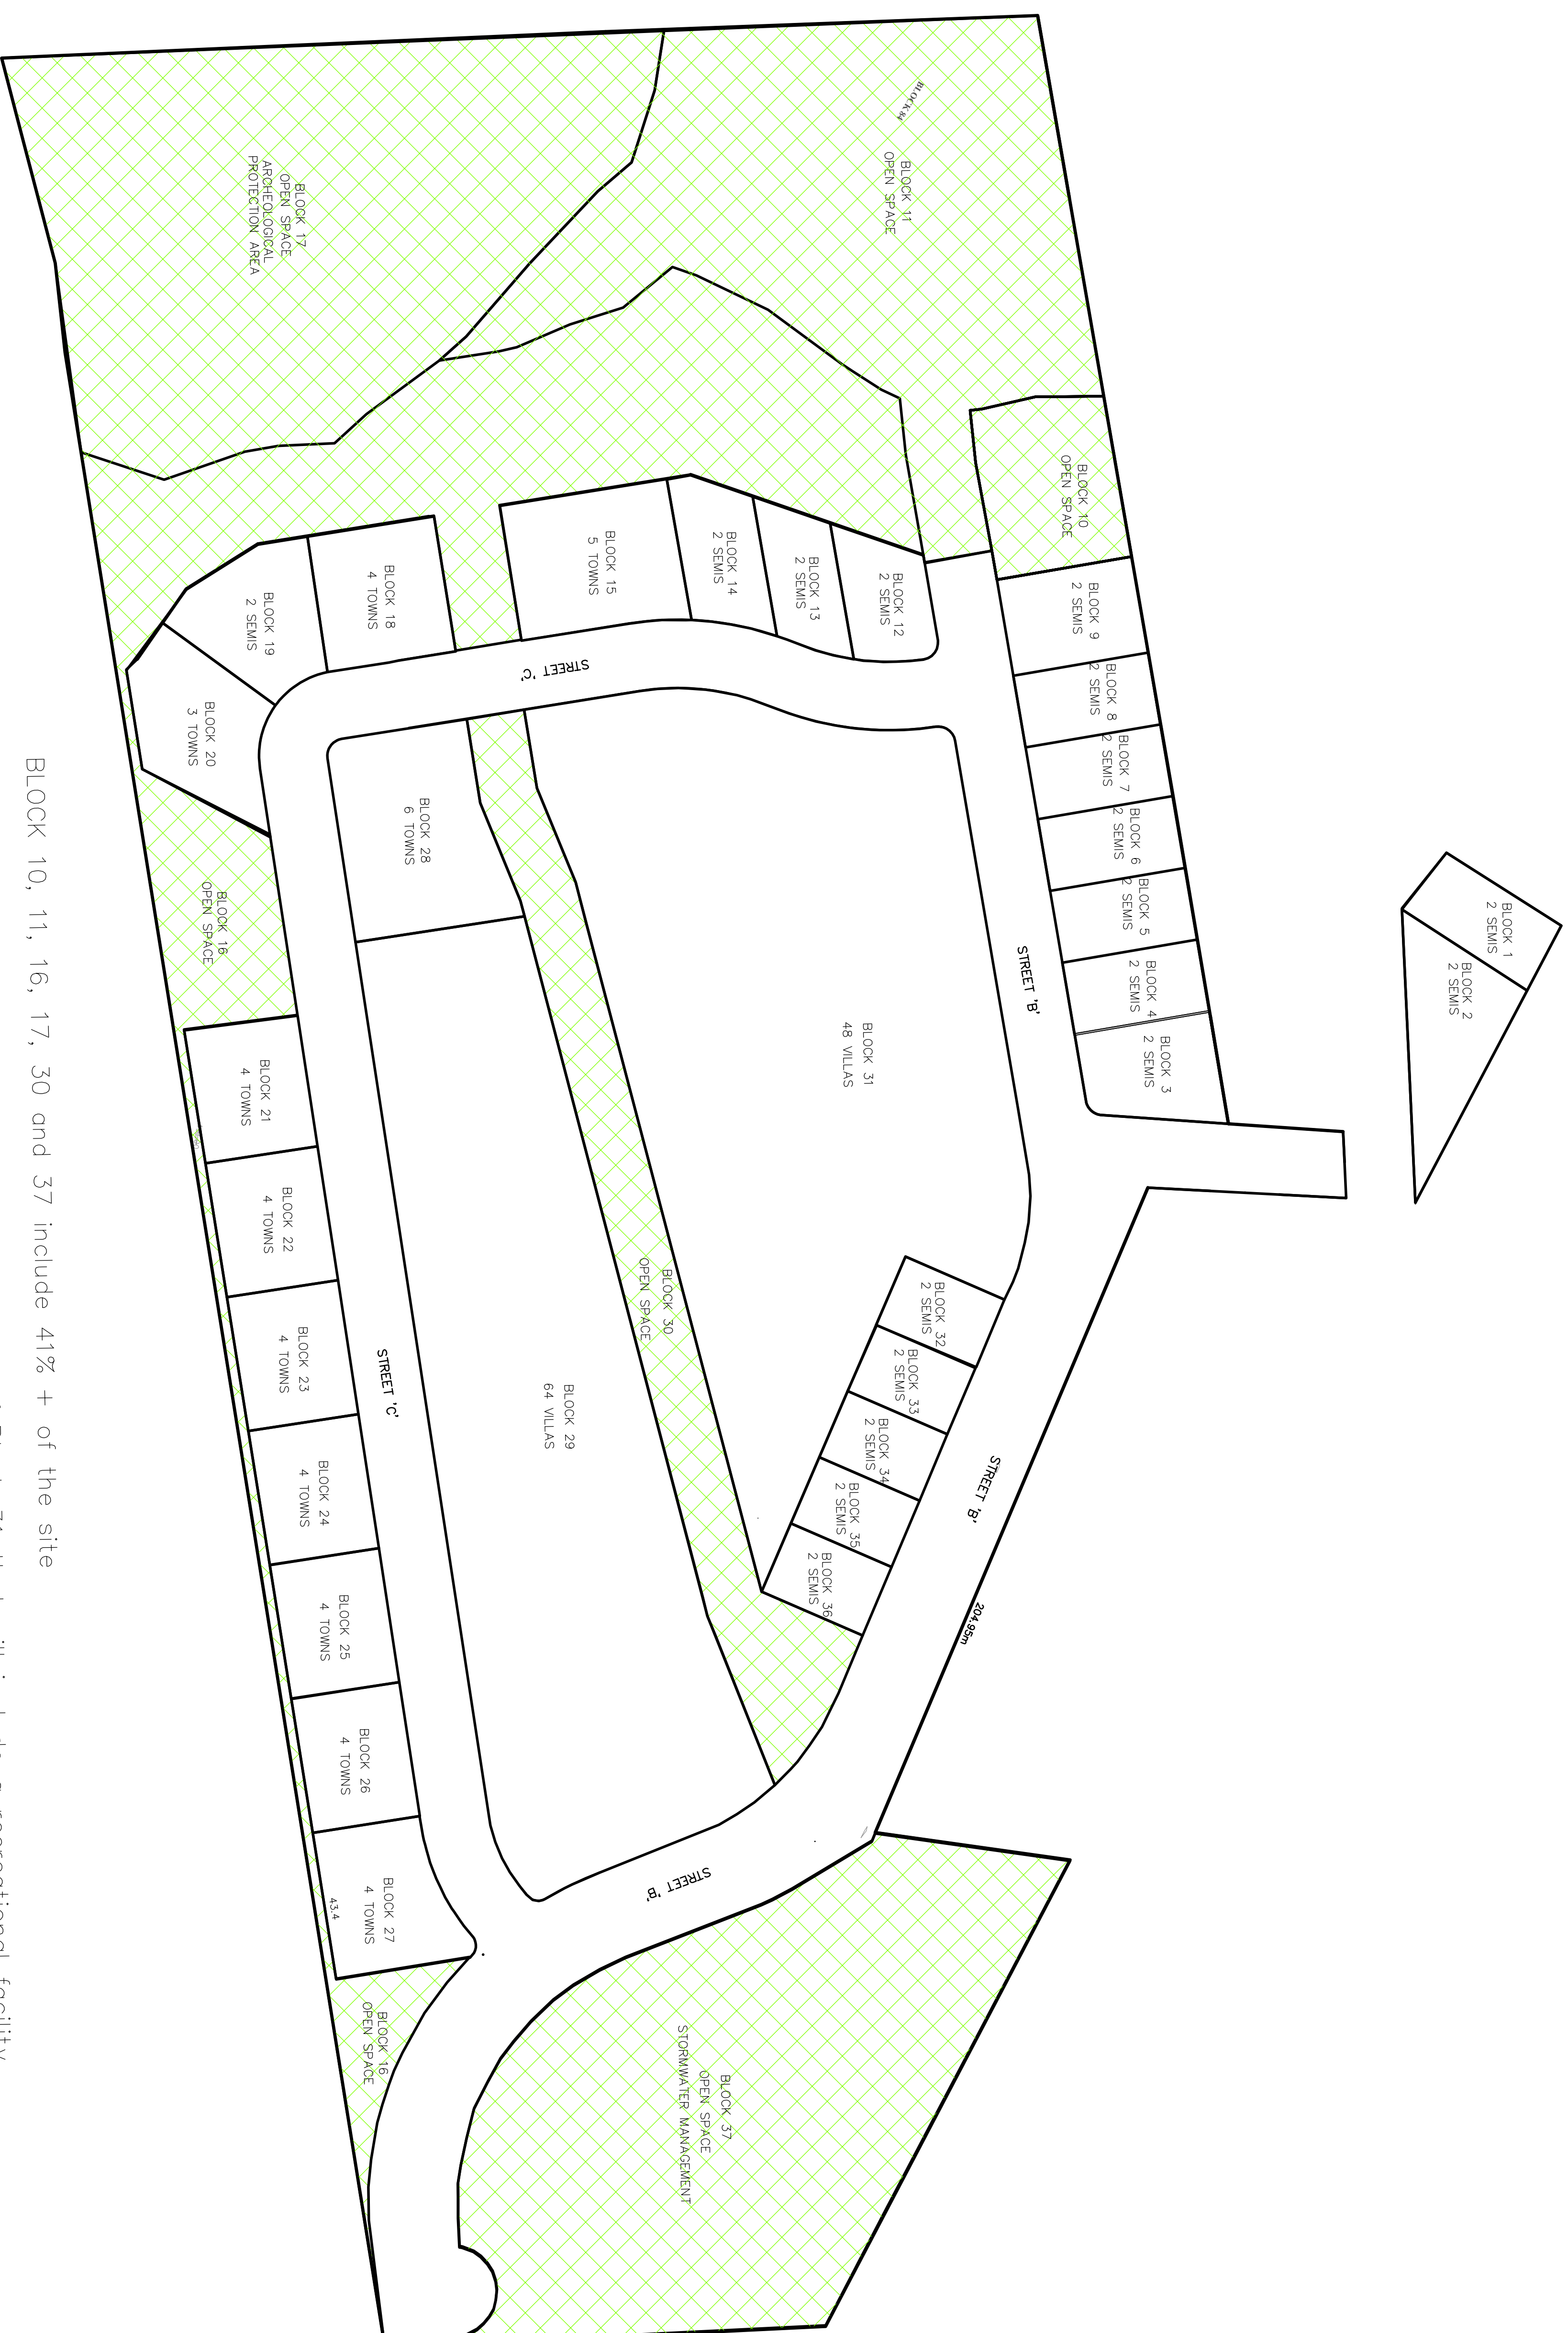 BLOCK 1
2 SEMIS
BLOCK 2
2 SEMIS
BLOCK 3
2 SEMIS
BLOCK 4
2 SEMIS
BLOCK 5
2 SEMIS
BLOCK 6
2 SEMIS
BLOCK 7
2 SEMIS
BLOCK 8
2 SEMIS
BLOCK 9
2 SEMIS
BLOCK 10
OPEN SPACE
BLOCK 84
BLOCK 11
OPEN SPACE
BLOCK 12
2 SEMIS
BLOCK 13
2 SEMIS
BLOCK 14
2 SEMIS
BLOCK 15
5 TOWNS
BLOCK 17
OPEN SPACE
ARCHEOLOGICAL
PROTECTION AREA
BLOCK 18
4 TOWNS
BLOCK 19
2 SEMIS
BLOCK 20
3 TOWNS
BLOCK 16
OPEN SPACE
BLOCK 21
4 TOWNS
BLOCK 22
4 TOWNS
BLOCK 23
4 TOWNS
BLOCK 24
4 TOWNS
BLOCK 25
4 TOWNS
BLOCK 26
4 TOWNS
BLOCK 27
4 TOWNS
43.4
BLOCK 16
OPEN SPACE
BLOCK 28
6 TOWNS
BLOCK 29
64 VILLAS
BLOCK 30
OPEN SPACE
BLOCK 31
48 VILLAS
BLOCK 32
2 SEMIS
BLOCK 33
2 SEMIS
BLOCK 34
2 SEMIS
BLOCK 35
2 SEMIS
BLOCK 36
2 SEMIS
BLOCK 37
OPEN SPACE
STORMWATER MANAGEMENT
STREET 'B'
STREET 'B'
204.95m
STREET 'B'
STREET 'C'
STREET 'C'
BLOCK 10, 11, 16, 17, 30 and 37 include 41% + of the site
recreational facility